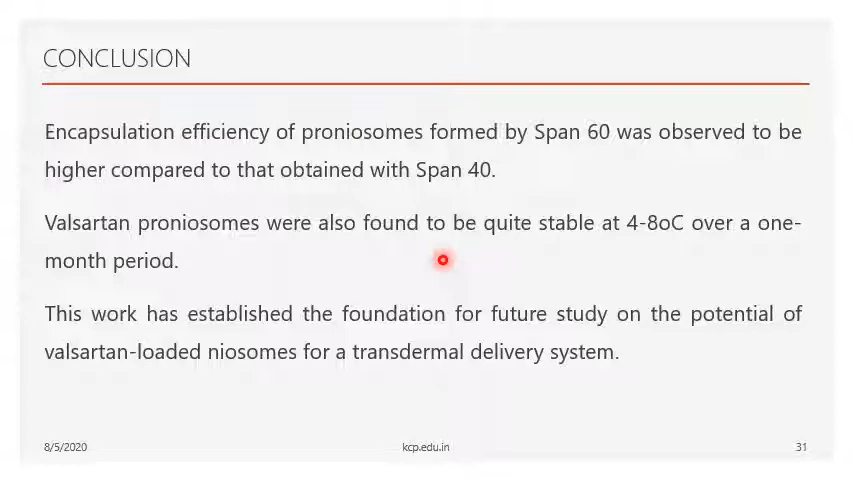 CONCLUSION
Encapsulation efficiency of proniosomes formed by Span 60 was observed to be
higher compared to that obtained with Span 40.
Valsartan proniosomes were also found to be quite stable at 4-8oC over a one-
month period.
This work has established the foundation for future study on the potential of
valsartan-loaded niosomes for a transdermal delivery system.
8/5/2020 kcp.edu.in 31